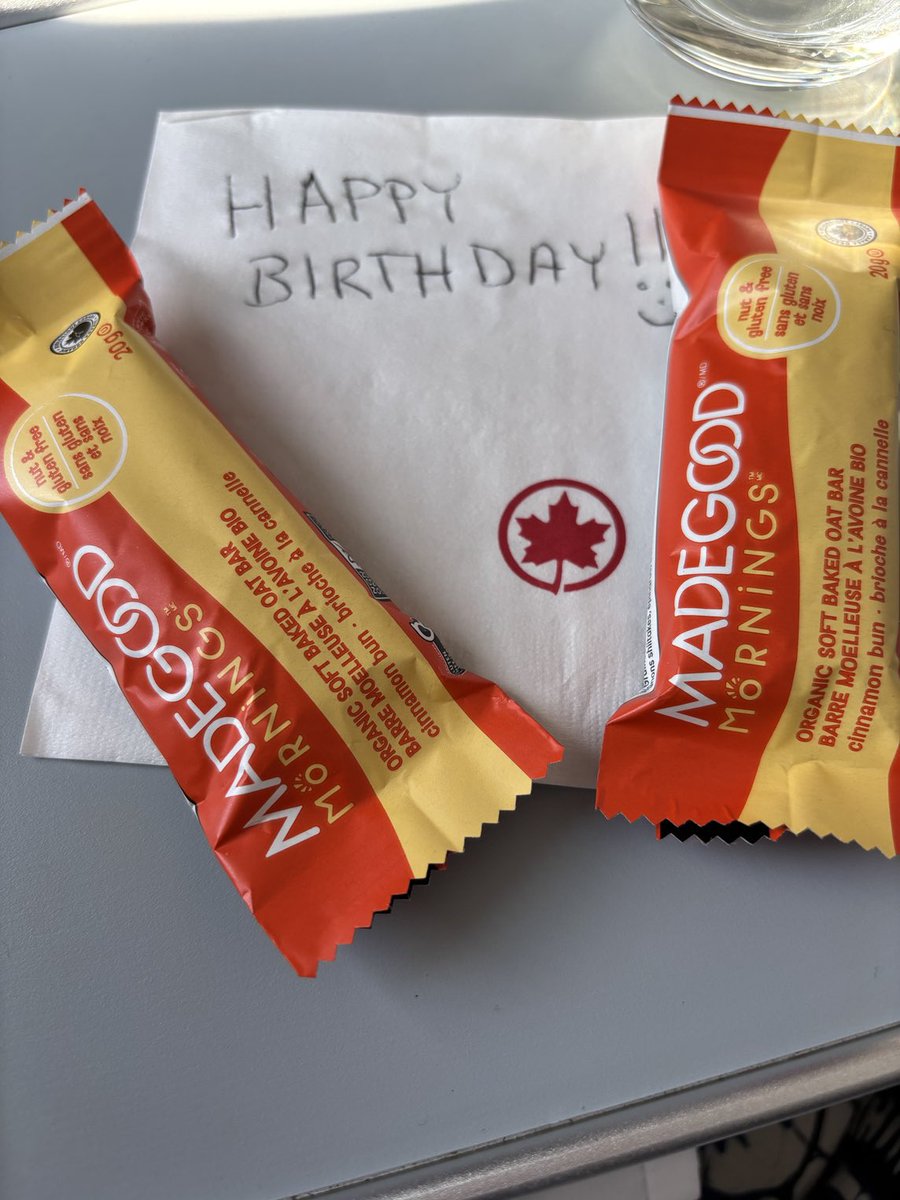 HAPPY
BIRTHDAY!!
nut &
gluten free
sans gluten
et sans
noix
20g
MADEGOOD ®/MD
MORNiNGS
ORGANIC SOFT BAKED OAT BAR
BARRE MOELLEUSE À L'AVOINE BIO
cinnamon bun · brioche à la cannelle
nut &
gluten free
sans gluten
et sans
noix
20g
MADEGOOD ®/MD
MORNiNGS
ORGANIC SOFT BAKED OAT BAR
BARRE MOELLEUSE À L'AVOINE BIO
cinnamon bun · brioche à la cannelle